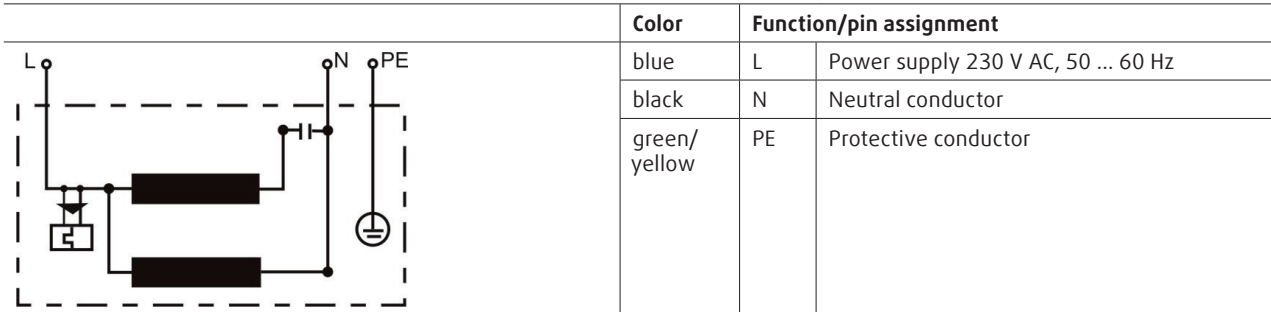 Color Function/pin assignment
L N PE
blue L Power supply 230 V AC, 50 ... 60 Hz
black N Neutral conductor
green/ PE Protective conductor
yellow